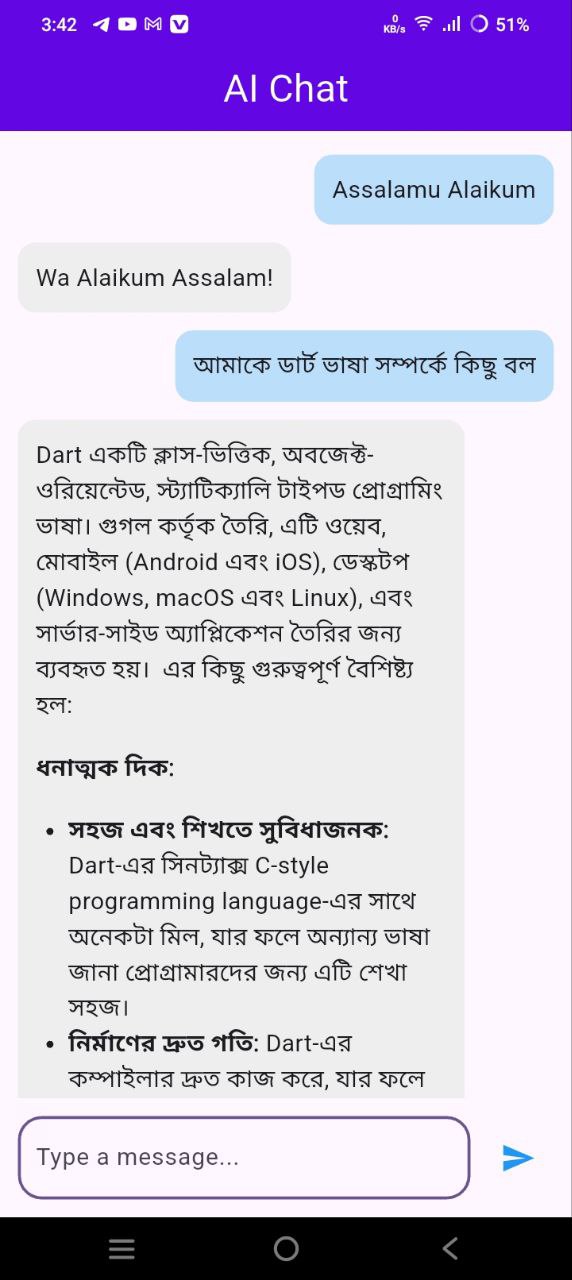 3:42
0
KB/s
51%
AI Chat
Assalamu Alaikum
Wa Alaikum Assalam!
আমাকে ডার্ট ভাষা সম্পর্কে কিছু বল
Dart একটি ক্লাস-ভিত্তিক, অবজেক্ট-
ওরিয়েন্টেড, স্ট্যাটিক্যালি টাইপড প্রোগ্রামিং
ভাষা। গুগল কর্তৃক তৈরি, এটি ওয়েব,
মোবাইল (Android এবং iOS), ডেস্কটপ
(Windows, macOS এবং Linux), এবং
সার্ভার-সাইড অ্যাপ্লিকেশন তৈরির জন্য
ব্যবহৃত হয়। এর কিছু গুরুত্বপূর্ণ বৈশিষ্ট্য
হল:
ধনাত্মক দিক:
• সহজ এবং শিখতে সুবিধাজনক:
Dart-এর সিনট্যাক্স C-style
programming language-এর সাথে
অনেকটা মিল, যার ফলে অন্যান্য ভাষা
জানা প্রোগ্রামারদের জন্য এটি শেখা
সহজ।
• নির্মাণের দ্রুত গতি: Dart-এর
কম্পাইলার দ্রুত কাজ করে, যার ফলে
Type a message...